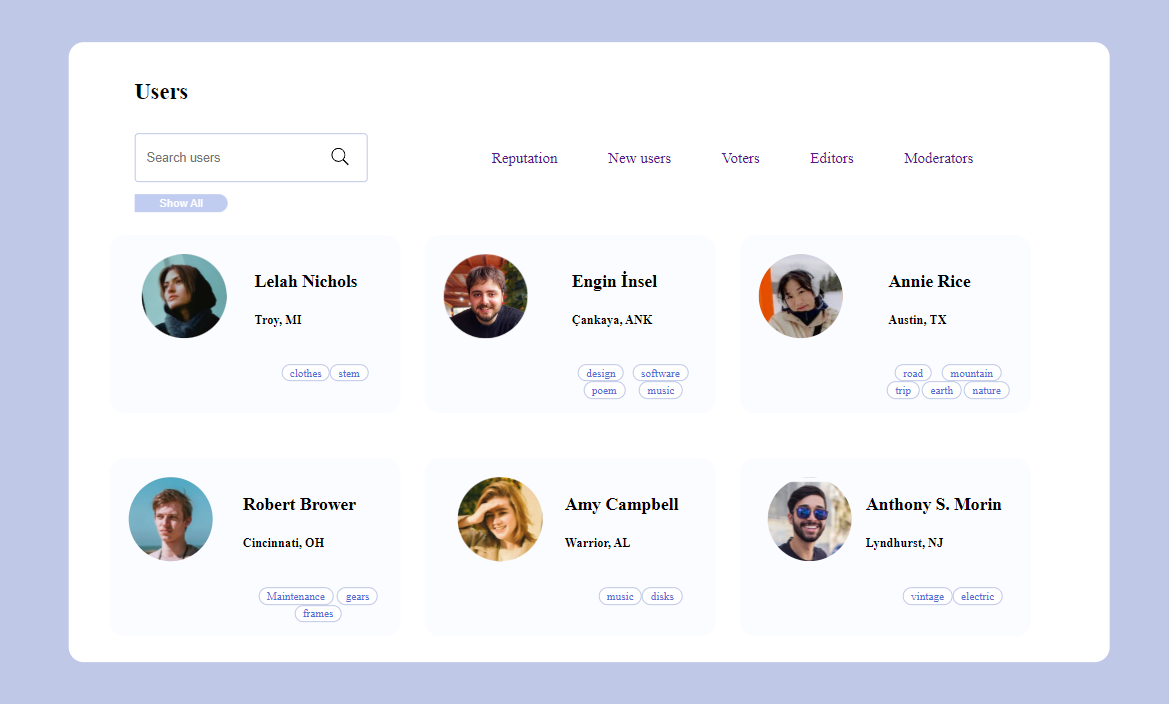 Users
Search users
Reputation New users Voters Editors Moderators
Show All
Lelah Nichols
Troy, MI
clothes stem
Engin İnsel
Çankaya, ANK
design software
poem music
Annie Rice
Austin, TX
road mountain
trip earth nature
Robert Brower
Cincinnati, OH
Maintenance gears
frames
Amy Campbell
Warrior, AL
music disks
Anthony S. Morin
Lyndhurst, NJ
vintage electric